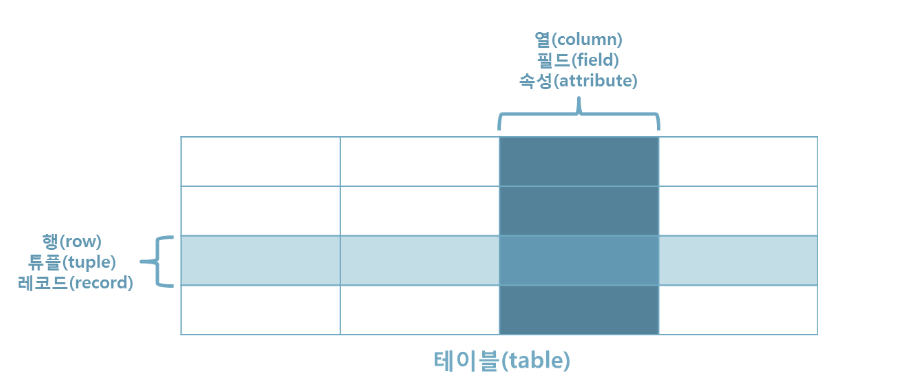 열(column)
필드(field)
속성(attribute)
행(row)
튜플(tuple)
레코드(record)
테이블(table)